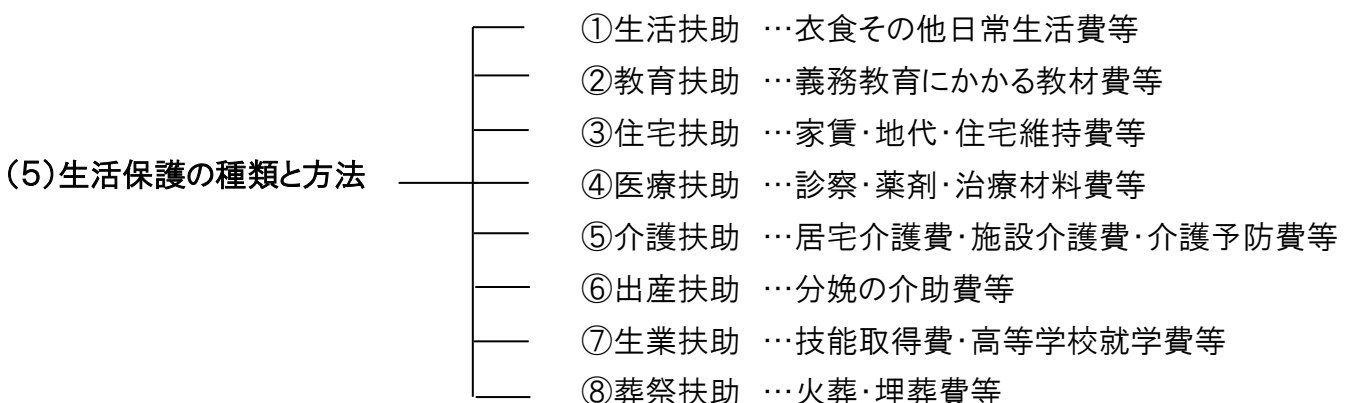 ①生活扶助 …衣食その他日常生活費等
②教育扶助 …義務教育にかかる教材費等
③住宅扶助 …家賃・地代・住宅維持費等
(5)生活保護の種類と方法
④医療扶助 …診察・薬剤・治療材料費等
⑤介護扶助 …居宅介護費・施設介護費・介護予防費等
⑥出産扶助 …分娩の介助費等
⑦生業扶助 …技能取得費・高等学校就学費等
⑧葬祭扶助 …火葬・埋葬費等